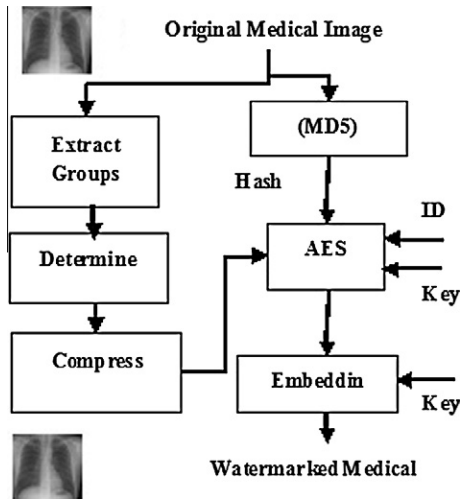 Original Medical Image
(MD5)
Extract
Groups
Hash
ID
AES
Determine
Key
Compress
Embeddin
Key
Watermarked Medical